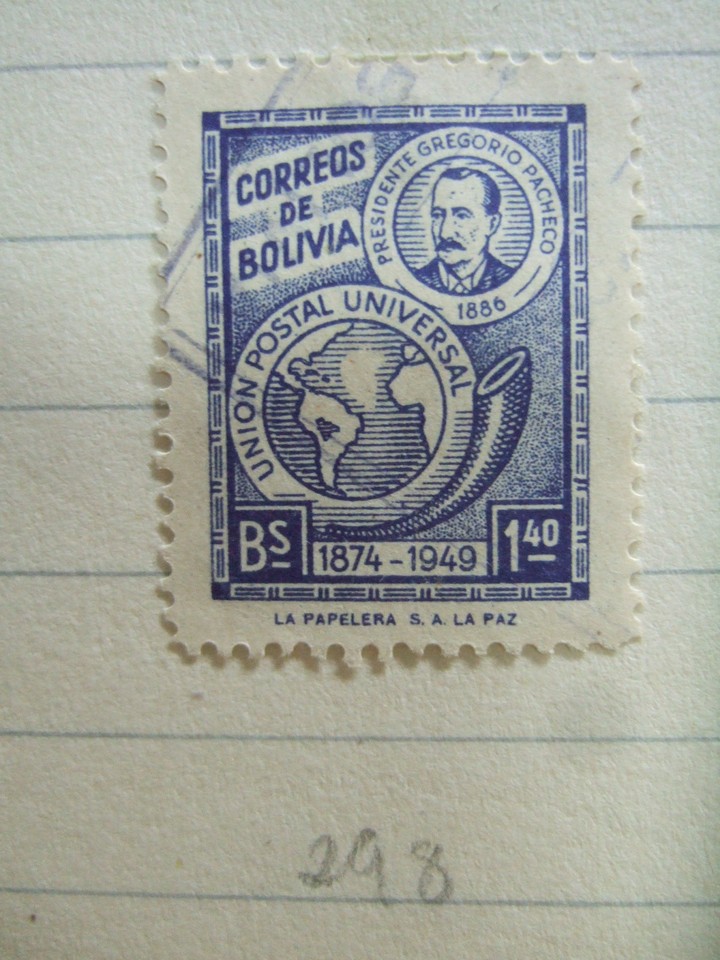 CORREOS
DE
BOLIVIA
PRESIDENTE GREGORIO PACHECO
1886
UNION POSTAL UNIVERSAL
BS 1874-1949 1.40
LA PAPELERA S. A. LA PAZ
298